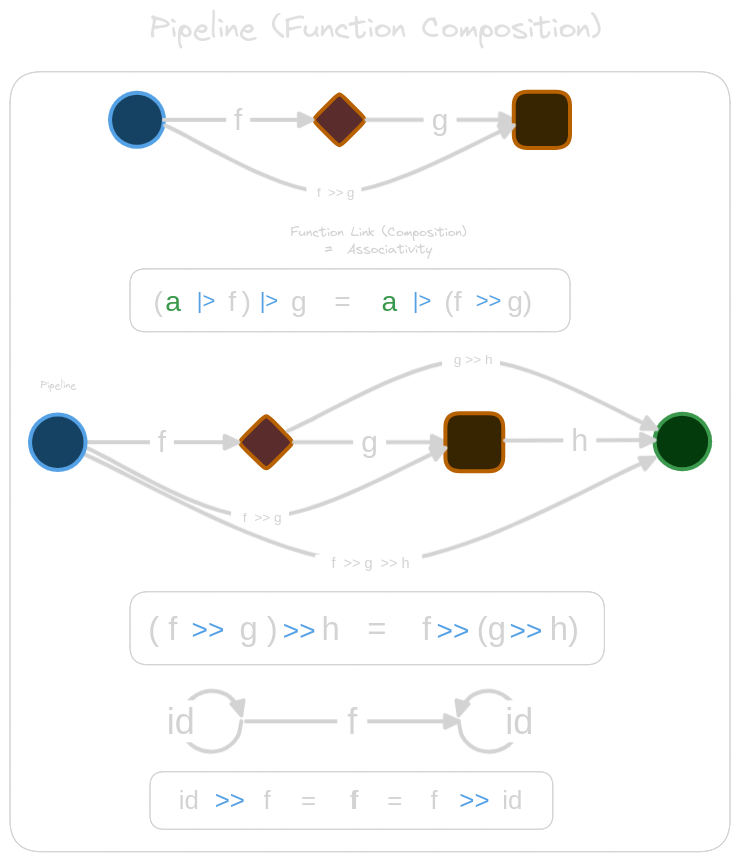 Pipeline (Function Composition)
f
g
f >> g
Function Link (Composition)
= Associativity
(a |> f) |> g = a |> (f >> g)
g >> h
Pipeline
f
g
h
f >> g
f >> g >> h
(f >> g) >> h = f >> (g >> h)
id f id
id >> f = f = f >> id